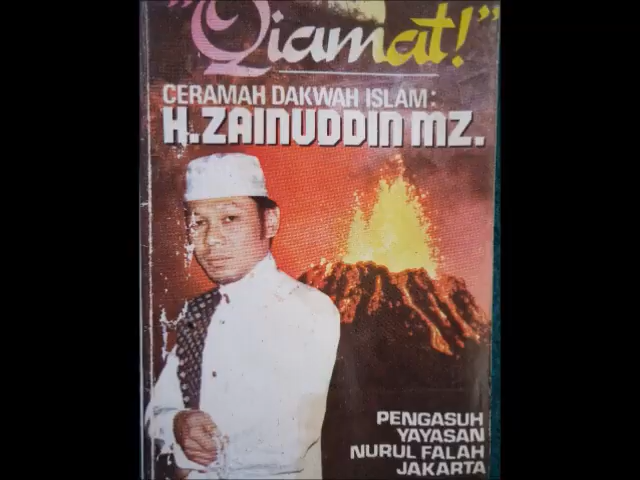 "Qiamat!"
CERAMAH DAKWAH ISLAM:
H.ZAINUDDIN MZ.
PENGASUH
YAYASAN
NURUL FALAH
JAKARTA